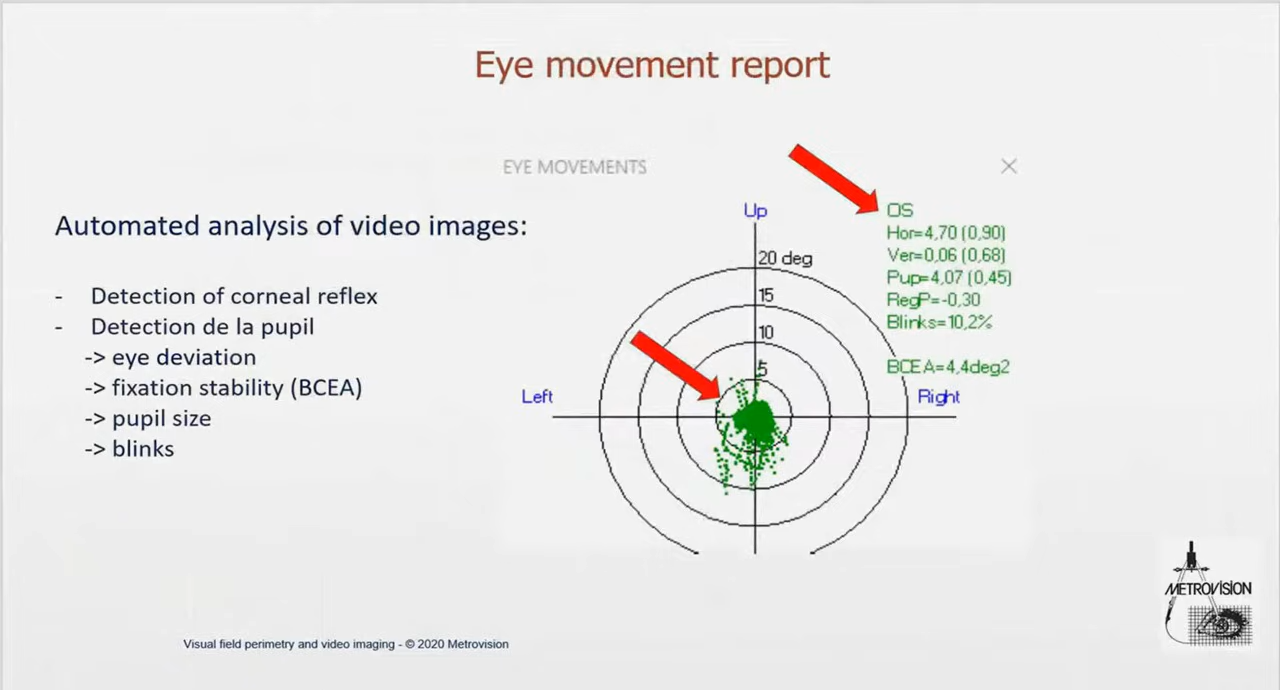 Eye movement report
EYE MOVEMENTS
Automated analysis of video images:
- Detection of corneal reflex
- Detection de la pupil
-> eye deviation
-> fixation stability (BCEA)
-> pupil size
-> blinks
Up
20 deg
15
10
5
Left
Right
OS
Hor=4,70 (0,90)
Ver=0,06 (0,68)
Pup=4,07 (0,45)
RegP=-0,30
Blinks=10,2%
BCEA=4,4deg2
METROVISION
Visual field perimetry and video imaging - © 2020 Metrovision